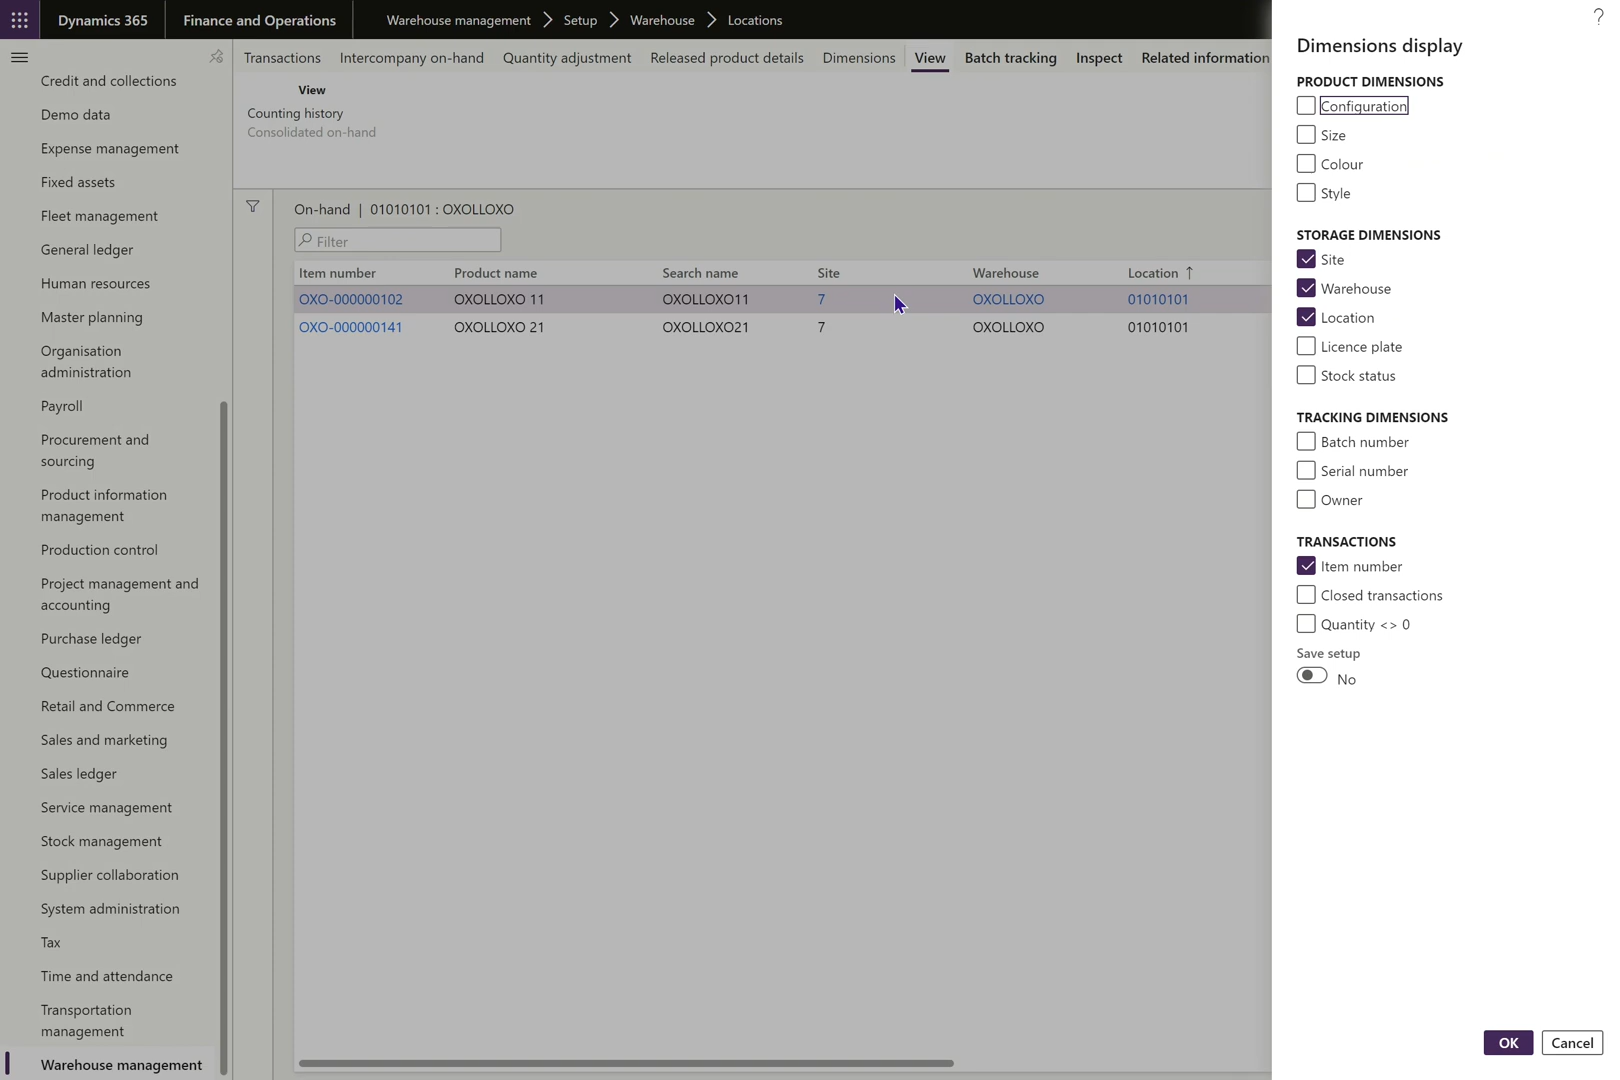 Dynamics 365
Finance and Operations
Warehouse management
Setup
Warehouse
Locations
?
Transactions
Intercompany on-hand
Quantity adjustment
Released product details
Dimensions
View
Batch tracking
Inspect
Related information
View
Counting history
Consolidated on-hand
Credit and collections
Demo data
Expense management
Fixed assets
Fleet management
General ledger
Human resources
Master planning
Organisation
administration
Payroll
Procurement and
sourcing
Product information
management
Production control
Project management and
accounting
Purchase ledger
Questionnaire
Retail and Commerce
Sales and marketing
Sales ledger
Service management
Stock management
Supplier collaboration
System administration
Tax
Time and attendance
Transportation
management
Warehouse management
On-hand | 01010101 : OXOLLOXO
Filter
Item number Product name Search name Site Warehouse Location ↑
OXO-000000102 OXOLLOXO 11 OXOLLOXO11 7 OXOLLOXO 01010101
OXO-000000141 OXOLLOXO 21 OXOLLOXO21 7 OXOLLOXO 01010101
Dimensions display
PRODUCT DIMENSIONS
Configuration
Size
Colour
Style
STORAGE DIMENSIONS
Site
Warehouse
Location
Licence plate
Stock status
TRACKING DIMENSIONS
Batch number
Serial number
Owner
TRANSACTIONS
Item number
Closed transactions
Quantity <> 0
Save setup
No
OK
Cancel